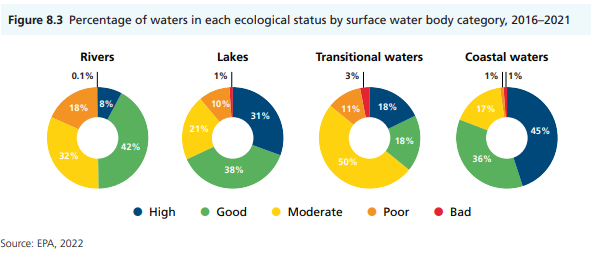 Figure 8.3 Percentage of waters in each ecological status by surface water body category, 2016–2021
Rivers
0.1%
8%
18%
42%
32%
Lakes
1%
10%
31%
21%
38%
Transitional waters
3%
11%
18%
18%
50%
Coastal waters
1% 1%
17%
45%
36%
High Good Moderate Poor Bad
Source: EPA, 2022